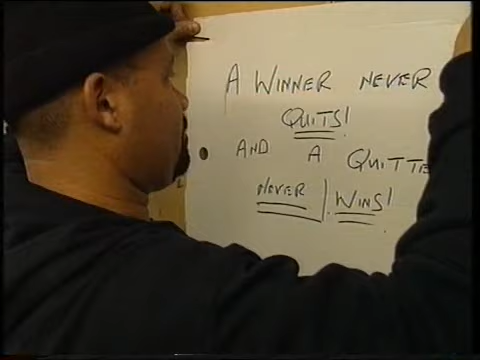 A WINNER NEVER
QUITS!
AND A QUITTE
NEVER WINS!